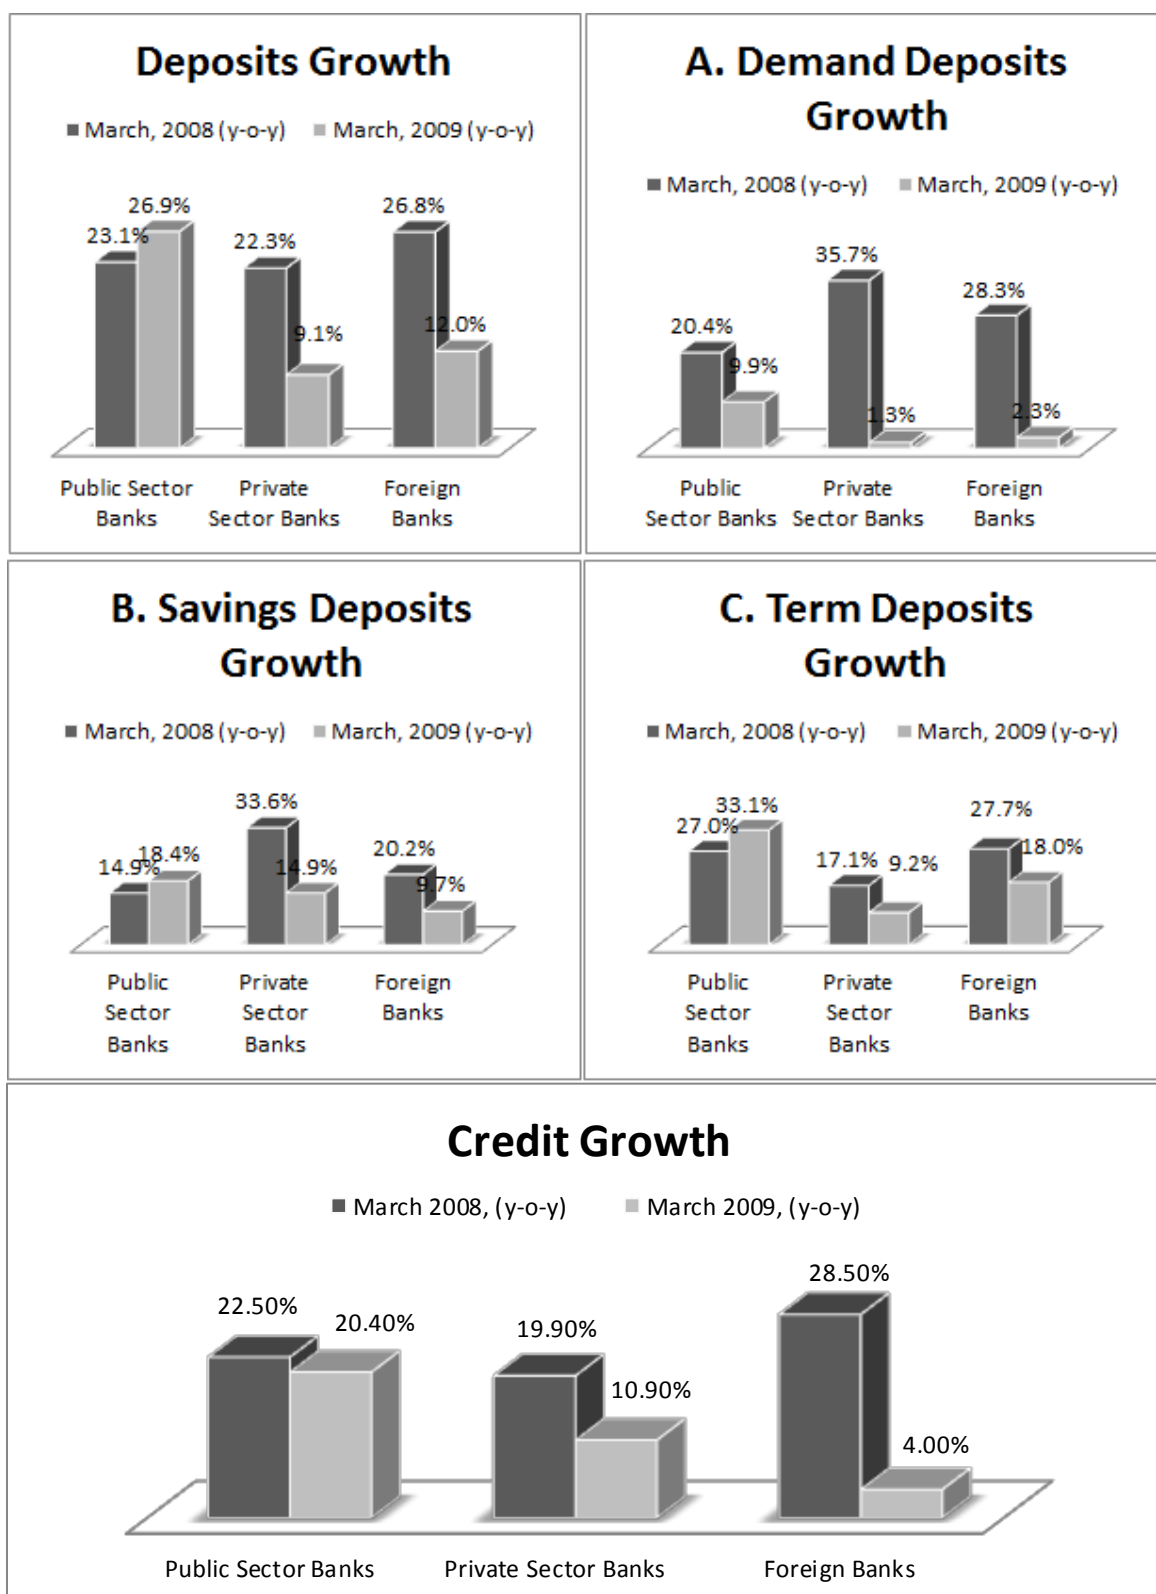 Deposits Growth
March, 2008 (y-o-y) March, 2009 (y-o-y)
23.1% 26.9% 22.3% 9.1% 26.8% 12.0%
Public Sector Banks
Private Sector Banks
Foreign Banks
A. Demand Deposits
Growth
March, 2008 (y-o-y) March, 2009 (y-o-y)
20.4% 9.9% 35.7% 1.3% 28.3% 2.3%
Public Sector Banks
Private Sector Banks
Foreign Banks
B. Savings Deposits
Growth
March, 2008 (y-o-y) March, 2009 (y-o-y)
14.9% 18.4% 33.6% 14.9% 20.2% 9.7%
Public Sector Banks
Private Sector Banks
Foreign Banks
C. Term Deposits
Growth
March, 2008 (y-o-y) March, 2009 (y-o-y)
27.0% 33.1% 17.1% 9.2% 27.7% 18.0%
Public Sector Banks
Private Sector Banks
Foreign Banks
Credit Growth
March 2008, (y-o-y) March 2009, (y-o-y)
22.50% 20.40% 19.90% 10.90% 28.50% 4.00%
Public Sector Banks Private Sector Banks Foreign Banks